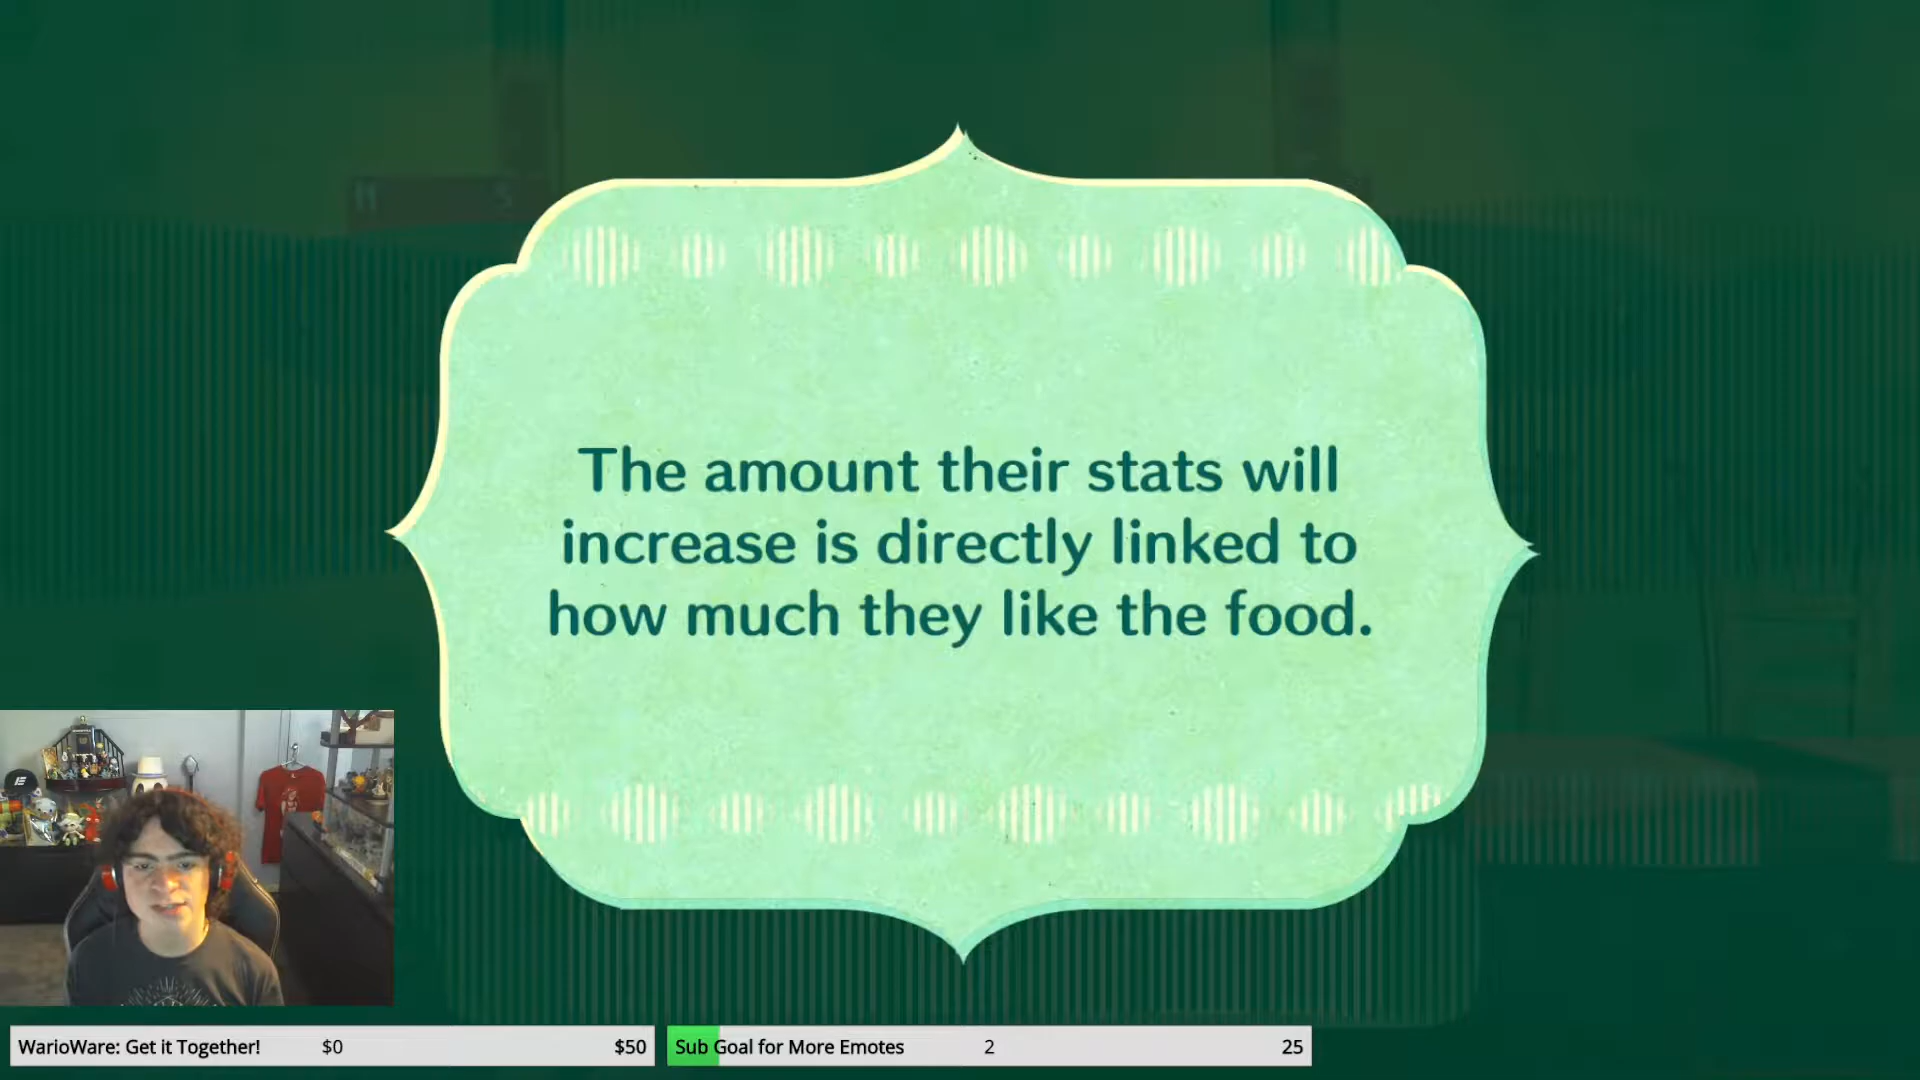 The amount their stats will
increase is directly linked to
how much they like the food.
WarioWare: Get it Together! $0 $50
Sub Goal for More Emotes 2 25